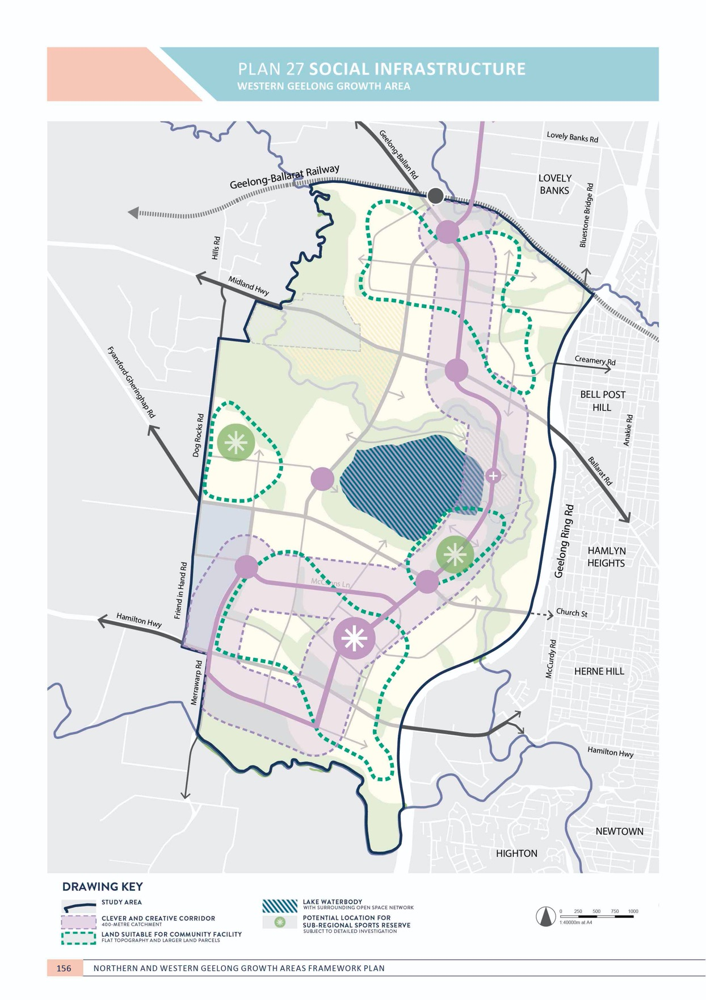 PLAN 27 SOCIAL INFRASTRUCTURE
WESTERN GEELONG GROWTH AREA
Geelong-Ballan Rd
Lovely Banks Rd
Geelong-Ballarat Railway
LOVELY
BANKS
Bluestone Bridge Rd
Hills Rd
Midland Hwy
Fyansford-Gheringhap Rd
Creamery Rd
BELL POST
HILL
Anakie Rd
Dog Rocks Rd
Ballarat Rd
Geelong Ring Rd
HAMLYN
HEIGHTS
Friend in Hand Rd
Hamilton Hwy
Church St
McCurdy Rd
HERNE HILL
Merrawarp Rd
Hamilton Hwy
NEWTOWN
HIGHTON
DRAWING KEY
STUDY AREA
CLEVER AND CREATIVE CORRIDOR
400-METRE CATCHMENT
LAND SUITABLE FOR COMMUNITY FACILITY
FLAT TOPOGRAPHY AND LARGER LAND PARCELS
LAKE WATERBODY
WITH SURROUNDING OPEN SPACE NETWORK
POTENTIAL LOCATION FOR
SUB-REGIONAL SPORTS RESERVE
SUBJECT TO DETAILED INVESTIGATION
0 250 500 750 1000
1:40000m at A4
156 NORTHERN AND WESTERN GEELONG GROWTH AREAS FRAMEWORK PLAN